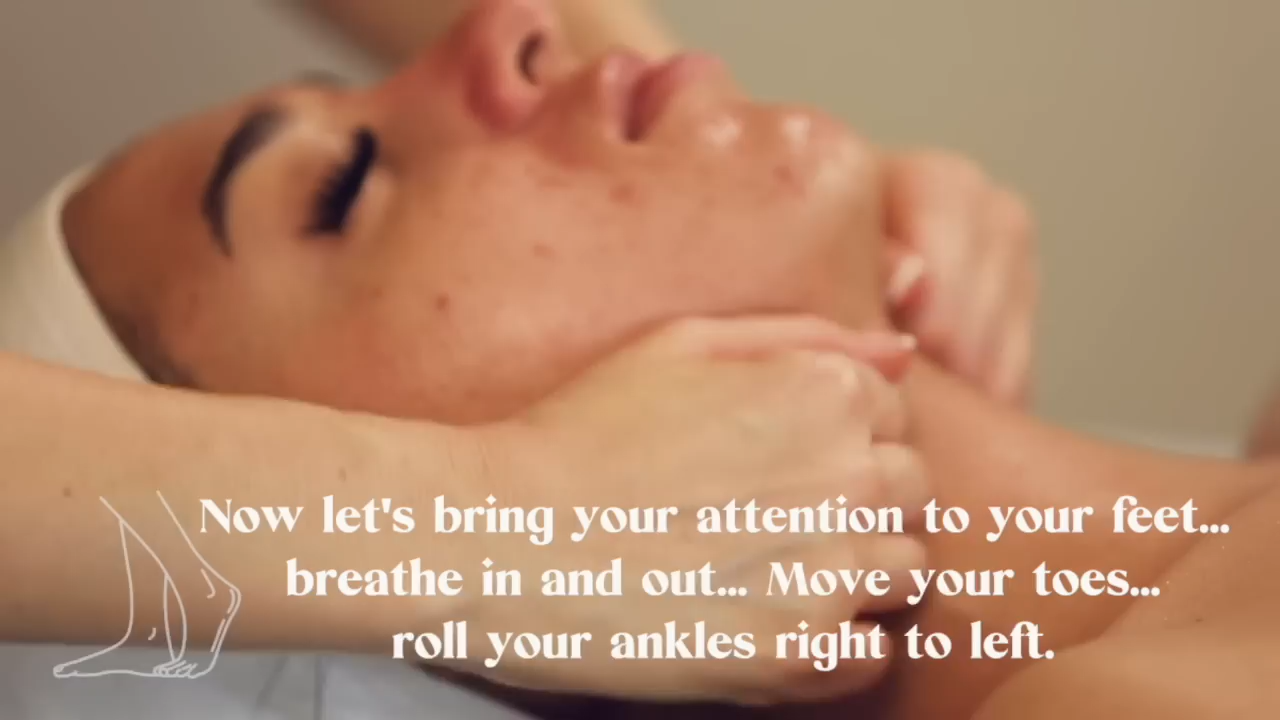 Now let's bring your attention to your feet...
breathe in and out... Move your toes...
roll your ankles right to left.